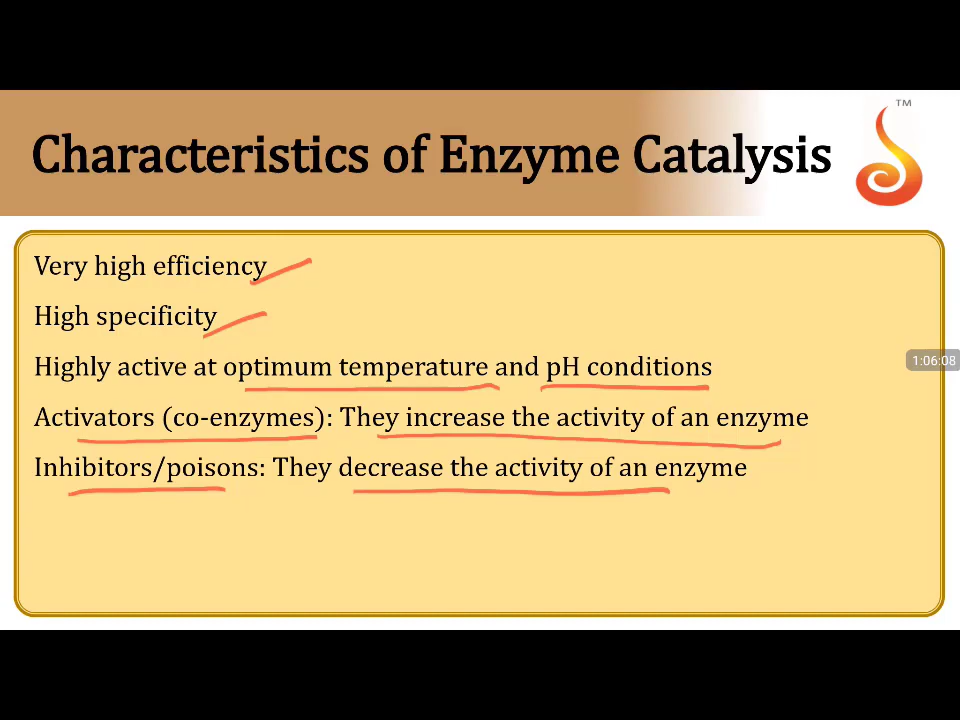 TM
Characteristics of Enzyme Catalysis
Very high efficiency
High specificity
Highly active at optimum temperature and pH conditions
1:06:08
Activators (co-enzymes): They increase the activity of an enzyme
Inhibitors/poisons: They decrease the activity of an enzyme